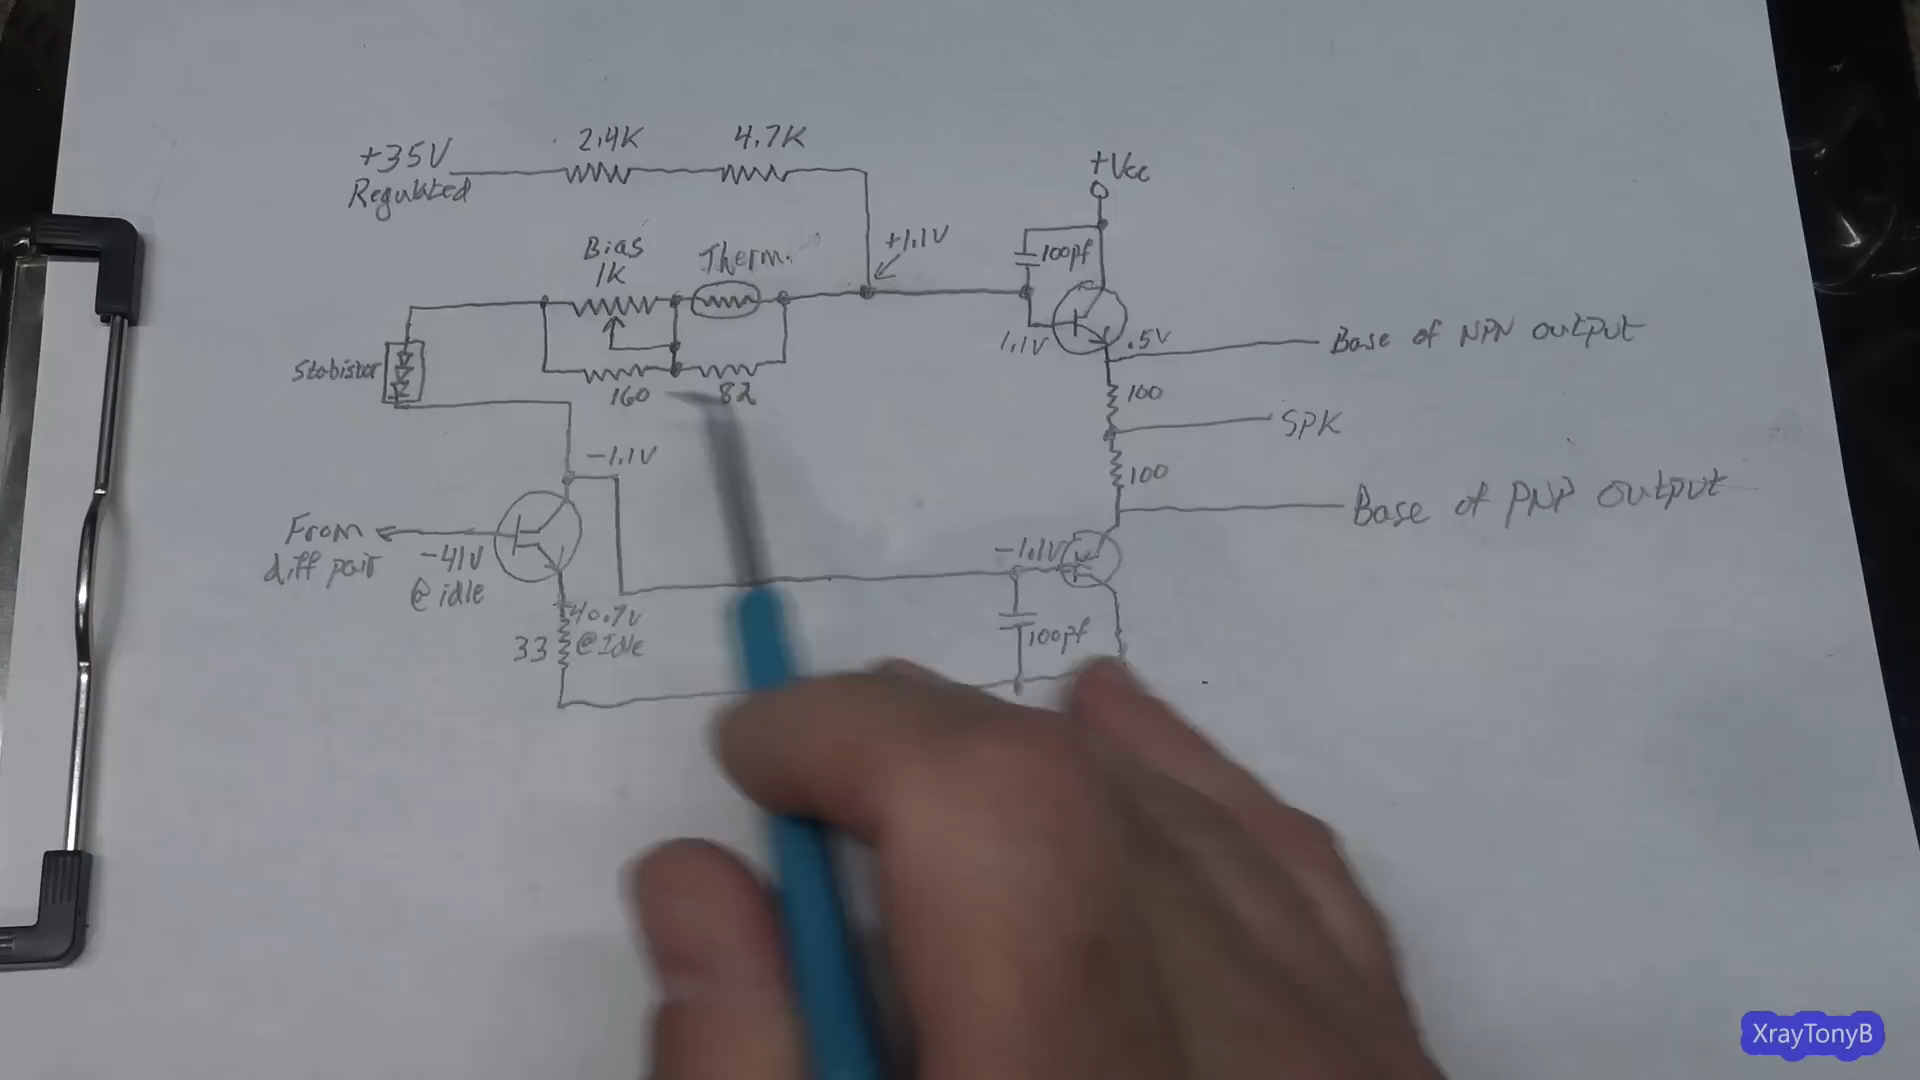 +35V
Regulated
2.4K
4.7K
+Vcc
Bias
1K
Therm.
+1.1V
100pf
1.1V
.5V
Base of NPN output
Stabistor
160
82
100
SPK
-1.1V
100
Base of PNP output
From
diff pair
-41V
@ idle
-1.1V
40.7V
@ Idle
33
100pf
XrayTonyB